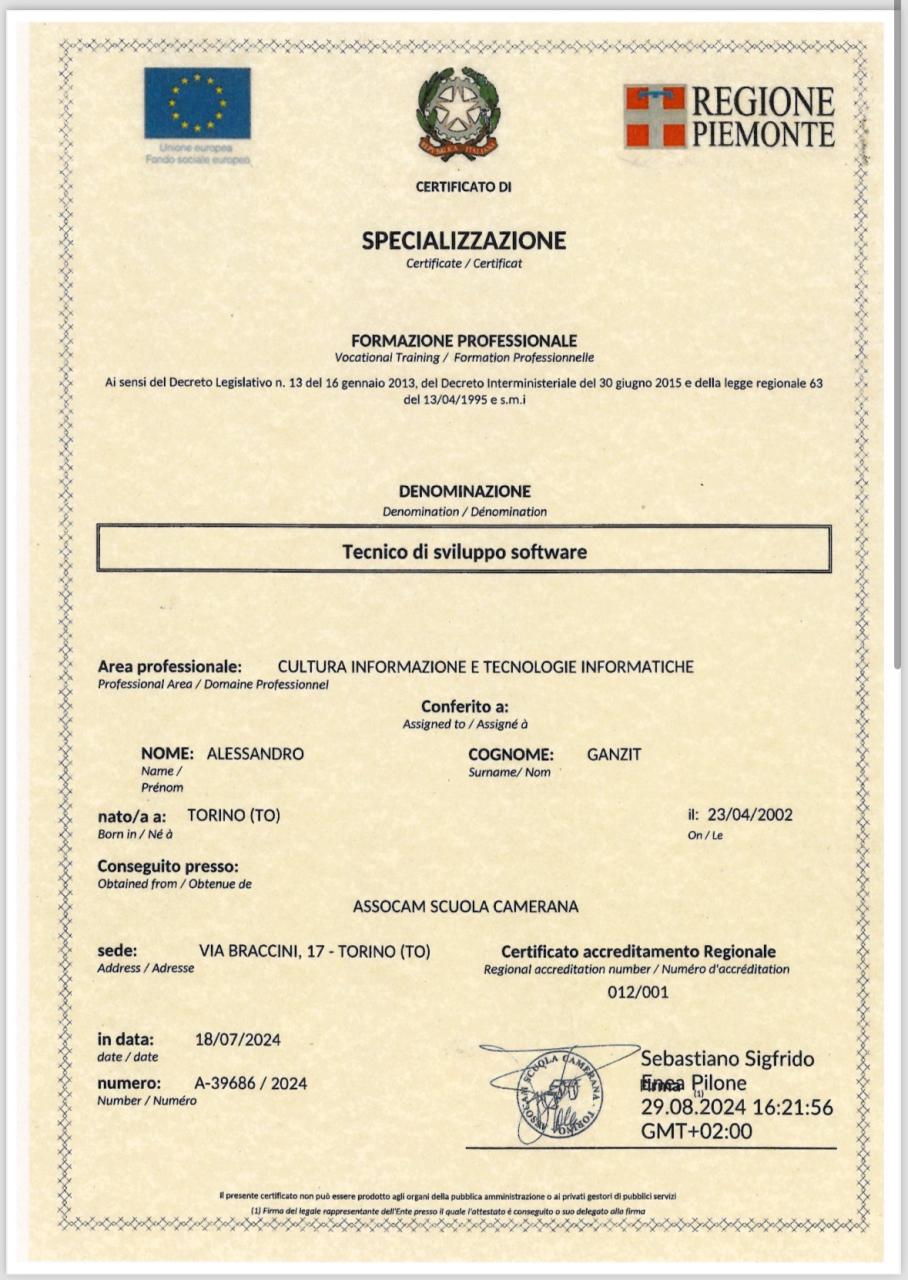 Unione europea
Fondo sociale europeo
REPUBBLICA ITALIANA
REGIONE
PIEMONTE
CERTIFICATO DI
SPECIALIZZAZIONE
Certificate / Certificat
FORMAZIONE PROFESSIONALE
Vocational Training / Formation Professionnelle
Ai sensi del Decreto Legislativo n. 13 del 16 gennaio 2013, del Decreto Interministeriale del 30 giugno 2015 e della legge regionale 63
del 13/04/1995 e s.m.i
DENOMINAZIONE
Denomination / Dénomination
Tecnico di sviluppo software
Area professionale: CULTURA INFORMAZIONE E TECNOLOGIE INFORMATICHE
Professional Area / Domaine Professionnel
Conferito a:
Assigned to / Assigné à
NOME: ALESSANDRO COGNOME: GANZIT
Name / Surname/ Nom
Prénom
nato/a a: TORINO (TO) il: 23/04/2002
Born in / Né à On / Le
Conseguito presso:
Obtained from / Obtenue de
ASSOCAM SCUOLA CAMERANA
sede: VIA BRACCINI, 17 - TORINO (TO) Certificato accreditamento Regionale
Address / Adresse Regional accreditation number / Numéro d'accréditation
012/001
in data: 18/07/2024
date / date
numero: A-39686 / 2024
Number / Numéro
ASSOCAM SCUOLA CAMERANA - TORINO
Sebastiano Sigfrido
Enea Pilone
Firma (1)
29.08.2024 16:21:56
GMT+02:00
Il presente certificato non può essere prodotto agli organi della pubblica amministrazione o ai privati gestori di pubblici servizi
(1) Firma del legale rappresentante dell'Ente presso il quale l'attestato è conseguito o suo delegato alla firma